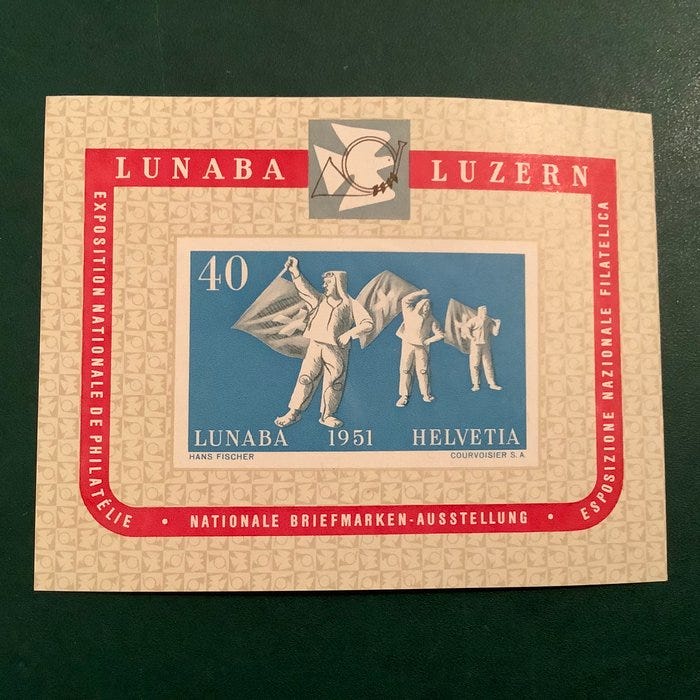 LUNABA LUZERN
EXPOSITION NATIONALE DE PHILATÉLIE
40
LUNABA 1951 HELVETIA
HANS FISCHER COURVOISIER S.A.
• NATIONALE BRIEFMARKEN-AUSSTELLUNG •
ESPOSIZIONE NAZIONALE FILATELICA